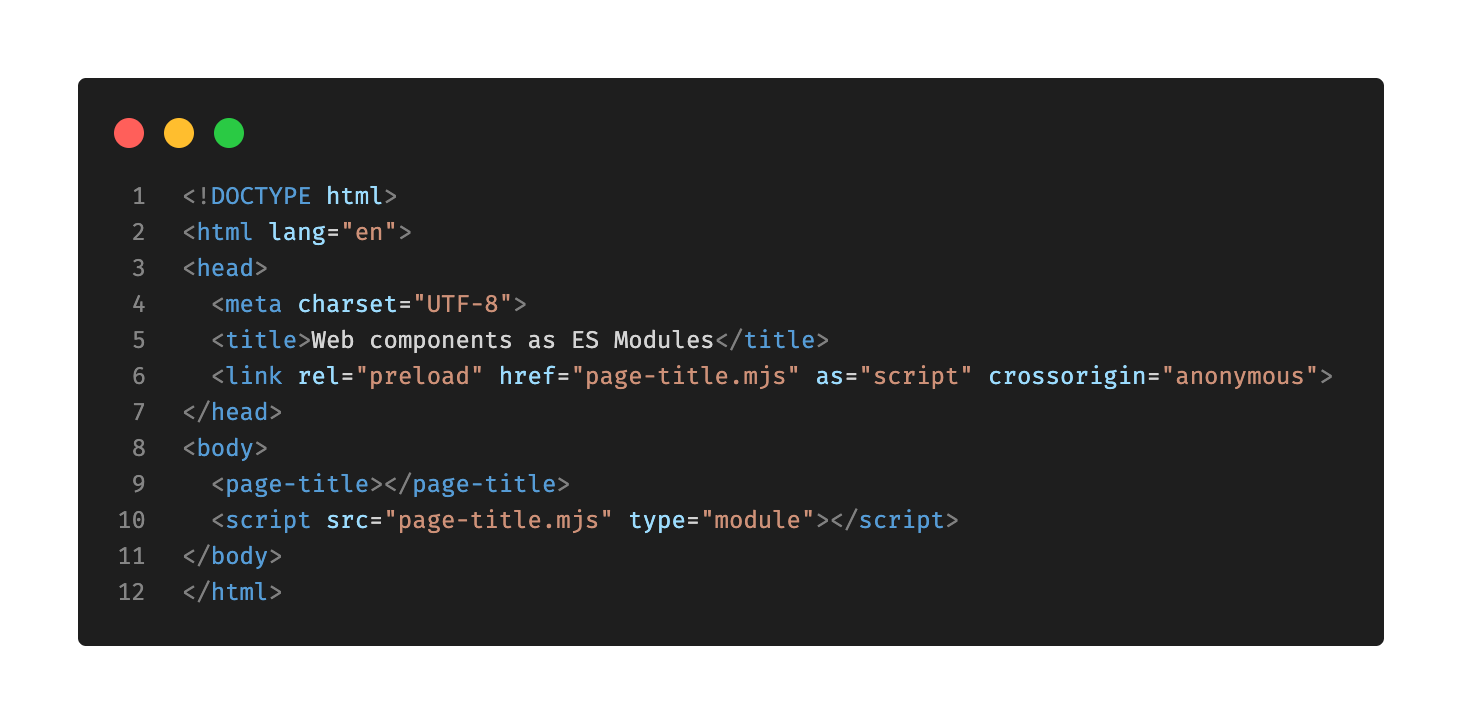 1 <!DOCTYPE html>
2 <html lang="en">
3 <head>
4   <meta charset="UTF-8">
5   <title>Web components as ES Modules</title>
6   <link rel="preload" href="page-title.mjs" as="script" crossorigin="anonymous">
7 </head>
8 <body>
9   <page-title></page-title>
10   <script src="page-title.mjs" type="module"></script>
11 </body>
12 </html>